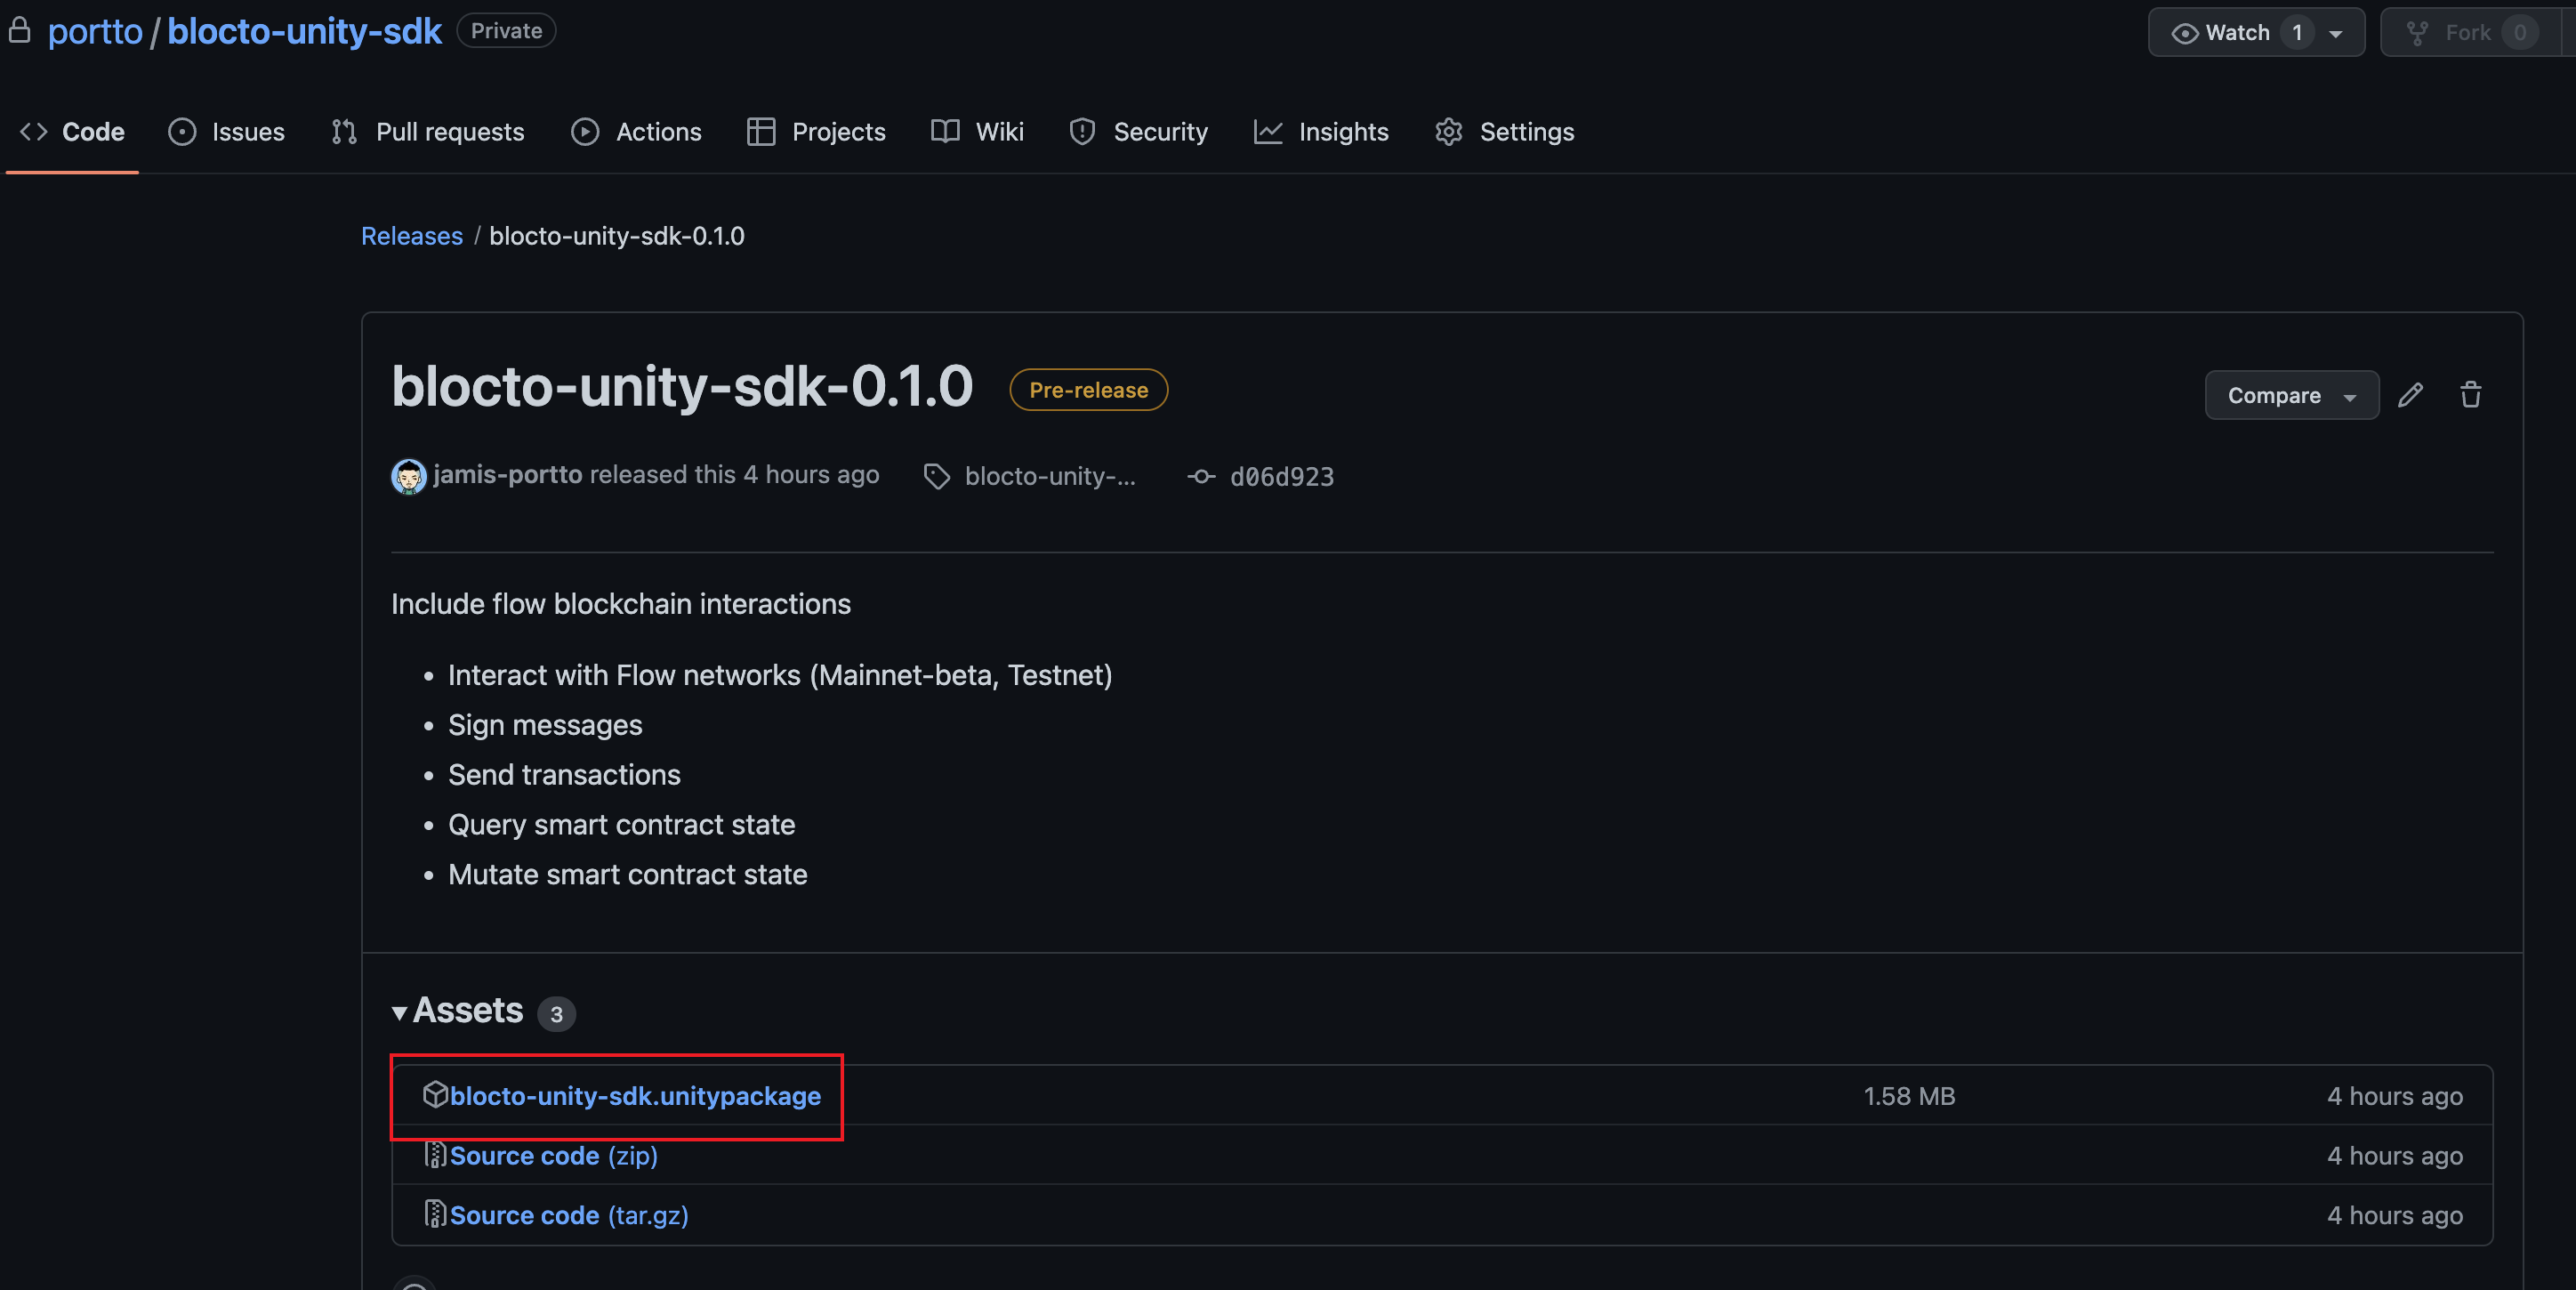 portto / blocto-unity-sdk Private Watch 1 Fork 0
Code Issues Pull requests Actions Projects Wiki Security Insights Settings
Releases / blocto-unity-sdk-0.1.0
blocto-unity-sdk-0.1.0 Pre-release Compare
jamis-portto released this 4 hours ago blocto-unity-... d06d923
Include flow blockchain interactions
• Interact with Flow networks (Mainnet-beta, Testnet)
• Sign messages
• Send transactions
• Query smart contract state
• Mutate smart contract state
Assets 3
blocto-unity-sdk.unitypackage 1.58 MB 4 hours ago
Source code (zip) 4 hours ago
Source code (tar.gz) 4 hours ago